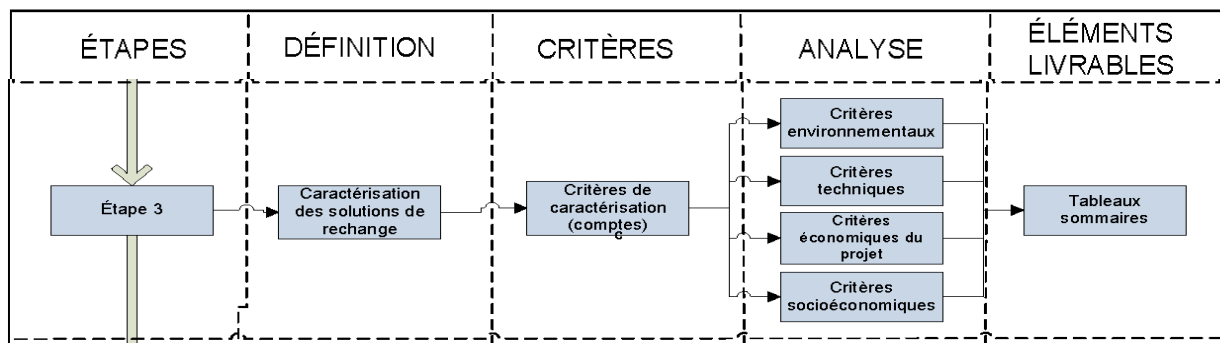 ÉTAPES
DÉFINITION
CRITÈRES
ANALYSE
ÉLÉMENTS
LIVRABLES
Étape 3
Caractérisation
des solutions de
rechange
Critères de
caractérisation
(comptes)
c
Critères
environnementaux
Critères
techniques
Critères
économiques du
projet
Critères
socioéconomiques
Tableaux
sommaires